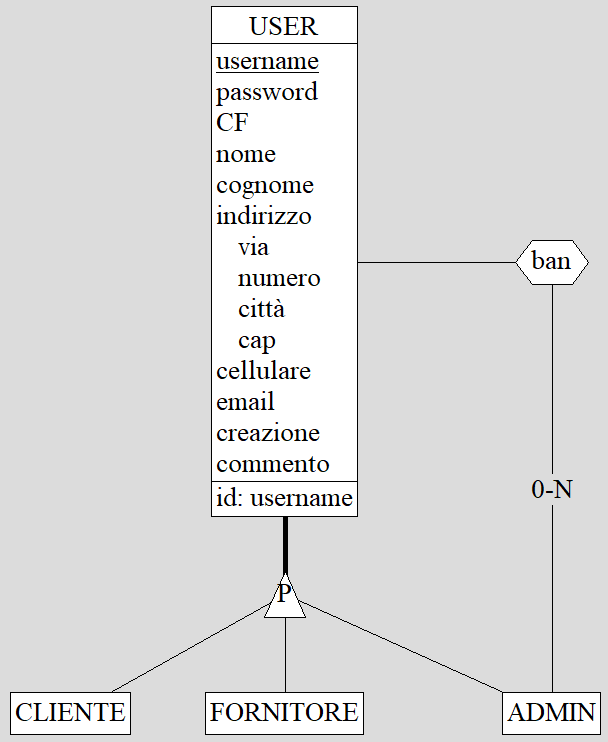 USER
username
password
CF
nome
cognome
indirizzo
via
numero
città
cap
cellulare
email
creazione
commento
id: username
ban
0-N
P
CLIENTE
FORNITORE
ADMIN